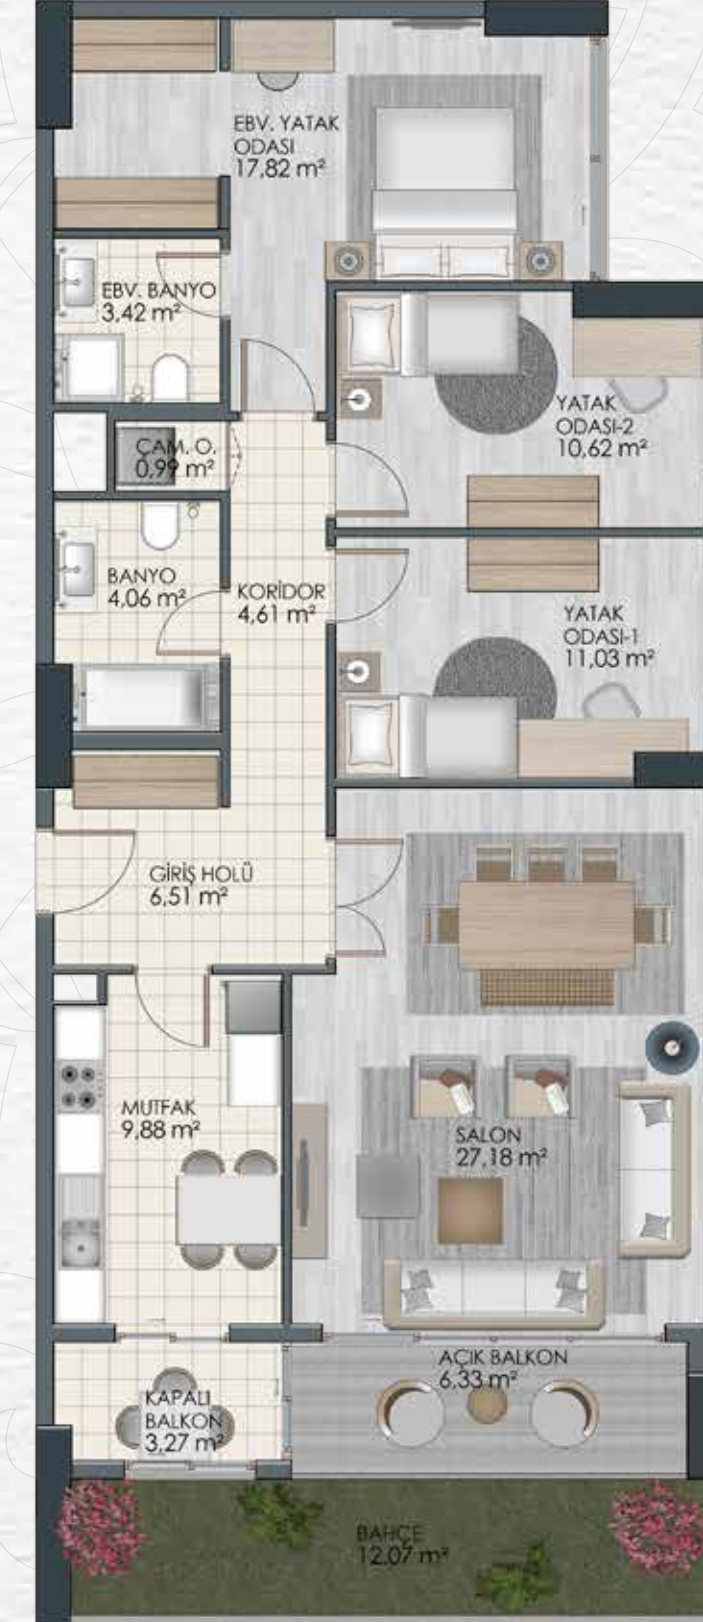 EBV. YATAK
ODASI
17,82 m²
EBV. BANYO
3,42 m²
YATAK
ODASI-2
10,62 m²
ÇAM. O.
0,99 m²
BANYO
4,06 m²
KORİDOR
4,61 m²
YATAK
ODASI-1
11,03 m²
GİRİŞ HOLÜ
6,51 m²
MUTFAK
9,88 m²
SALON
27,18 m²
AÇIK BALKON
6,33 m²
KAPALI
BALKON
3,27 m²
BAHÇE
12,07 m²